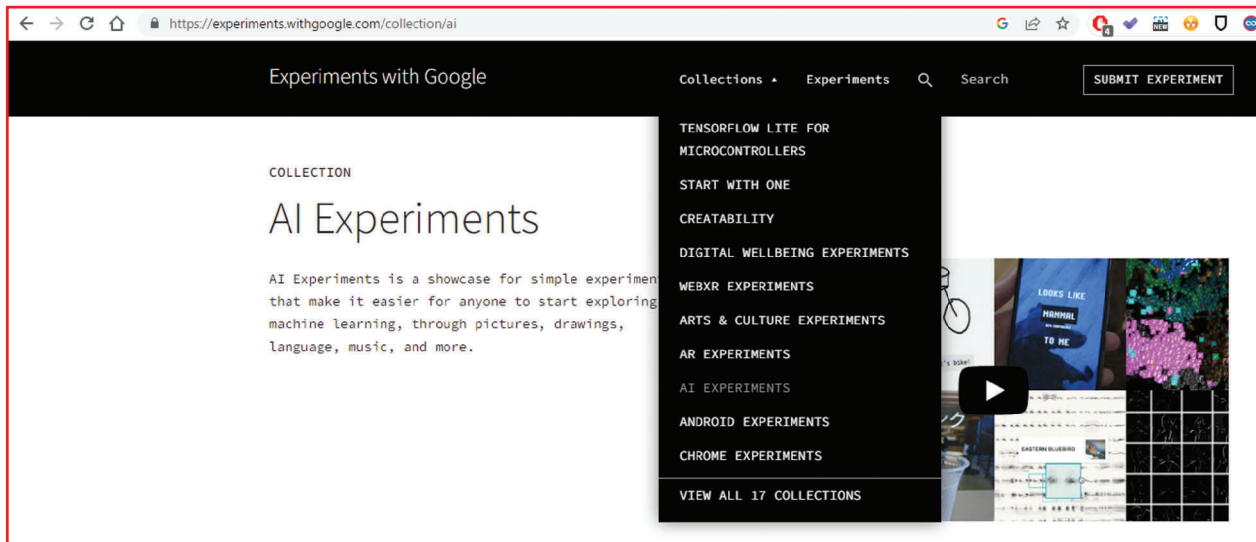 https://experiments.withgoogle.com/collection/ai
G
4
NEW
Experiments with Google
Collections ▴
Experiments
Search
SUBMIT EXPERIMENT
TENSORFLOW LITE FOR
MICROCONTROLLERS
START WITH ONE
CREATABILITY
DIGITAL WELLBEING EXPERIMENTS
WEBXR EXPERIMENTS
ARTS & CULTURE EXPERIMENTS
AR EXPERIMENTS
AI EXPERIMENTS
ANDROID EXPERIMENTS
CHROME EXPERIMENTS
VIEW ALL 17 COLLECTIONS
COLLECTION
AI Experiments
AI Experiments is a showcase for simple experimen
that make it easier for anyone to start exploring
machine learning, through pictures, drawings,
language, music, and more.
LOOKS LIKE
MAMMAL
TO ME
's bike!
EASTERN BLUEBIRD